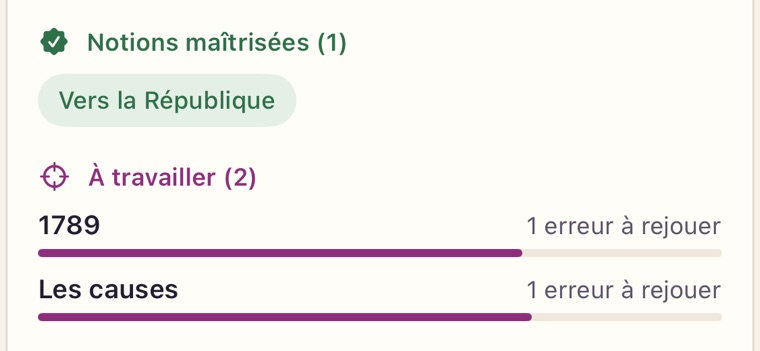 Notions maîtrisées (1)
Vers la République
À travailler (2)
1789 1 erreur à rejouer
Les causes 1 erreur à rejouer